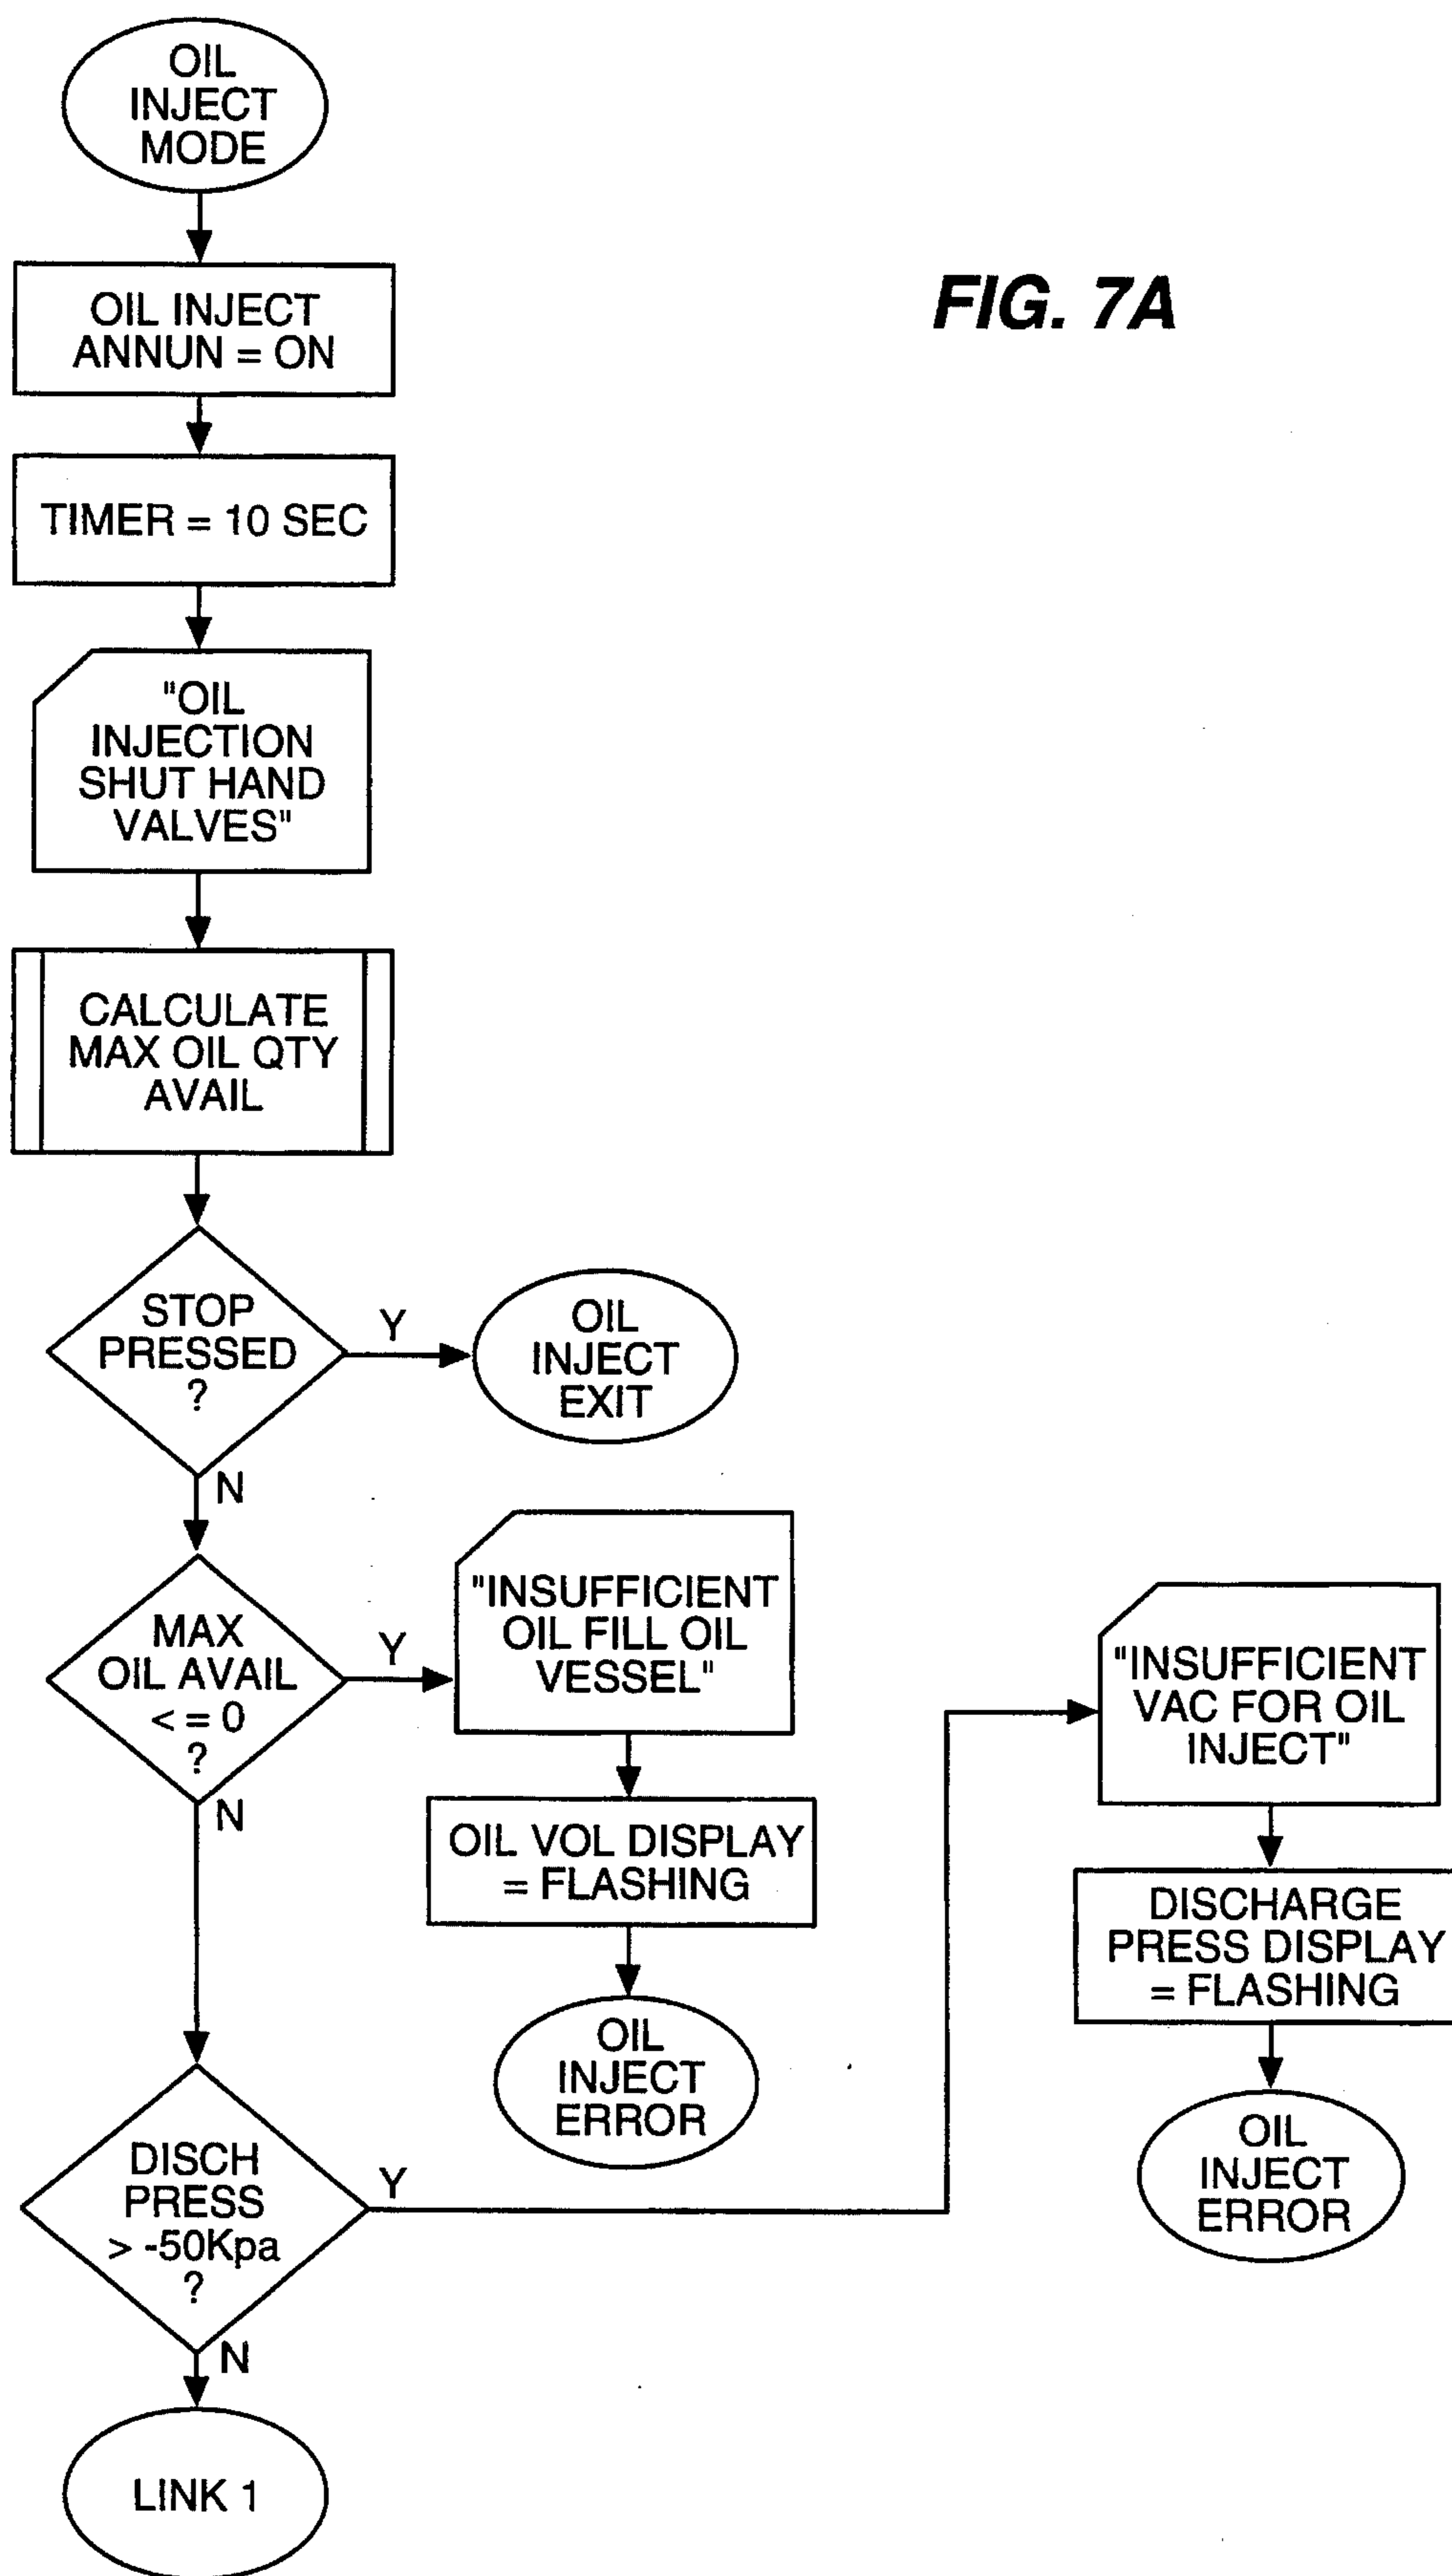 OIL
INJECT
MODE
FIG. 7A
OIL INJECT
ANNUN = ON
TIMER = 10 SEC
"OIL
INJECTION
SHUT HAND
VALVES"
CALCULATE
MAX OIL QTY
AVAIL
STOP
PRESSED
?
Y
OIL
INJECT
EXIT
N
MAX
OIL AVAIL
< = 0
?
Y
"INSUFFICIENT
OIL FILL OIL
VESSEL"
OIL VOL DISPLAY
= FLASHING
OIL
INJECT
ERROR
N
DISCH
PRESS
> -50Kpa
?
Y
"INSUFFICIENT
VAC FOR OIL
INJECT"
DISCHARGE
PRESS DISPLAY
= FLASHING
OIL
INJECT
ERROR
N
LINK 1